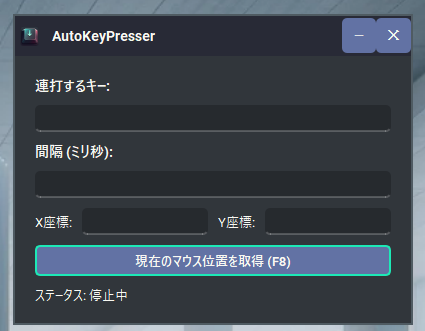 AutoKeyPresser
連打するキー:
間隔 (ミリ秒):
X座標: Y座標:
現在のマウス位置を取得 (F8)
ステータス: 停止中